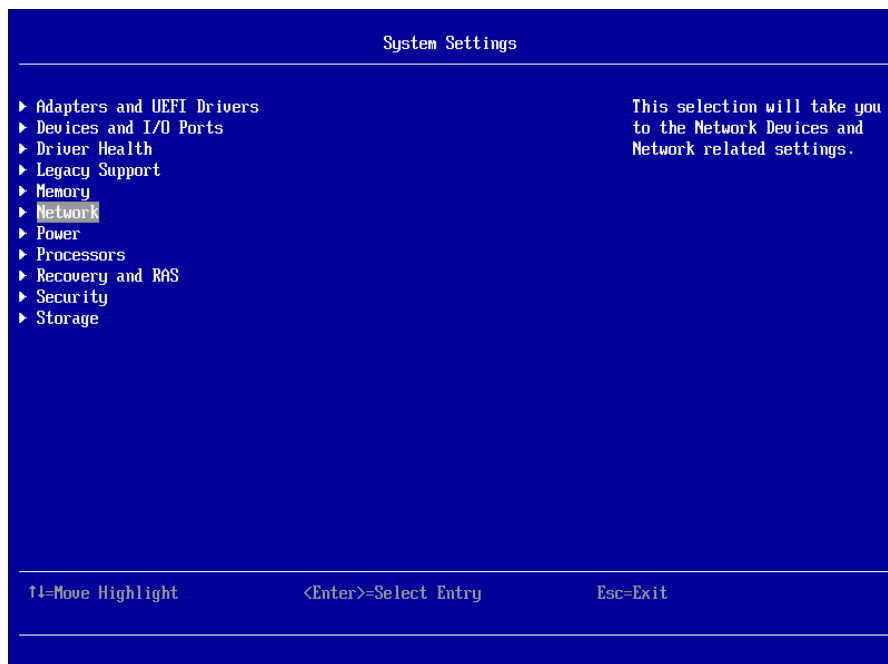 System Settings
▶ Adapters and UEFI Drivers
▶ Devices and I/O Ports
▶ Driver Health
▶ Legacy Support
▶ Memory
▶ Network
▶ Power
▶ Processors
▶ Recovery and RAS
▶ Security
▶ Storage
This selection will take you
to the Network Devices and
Network related settings.
↑↓=Move Highlight
<Enter>=Select Entry
Esc=Exit